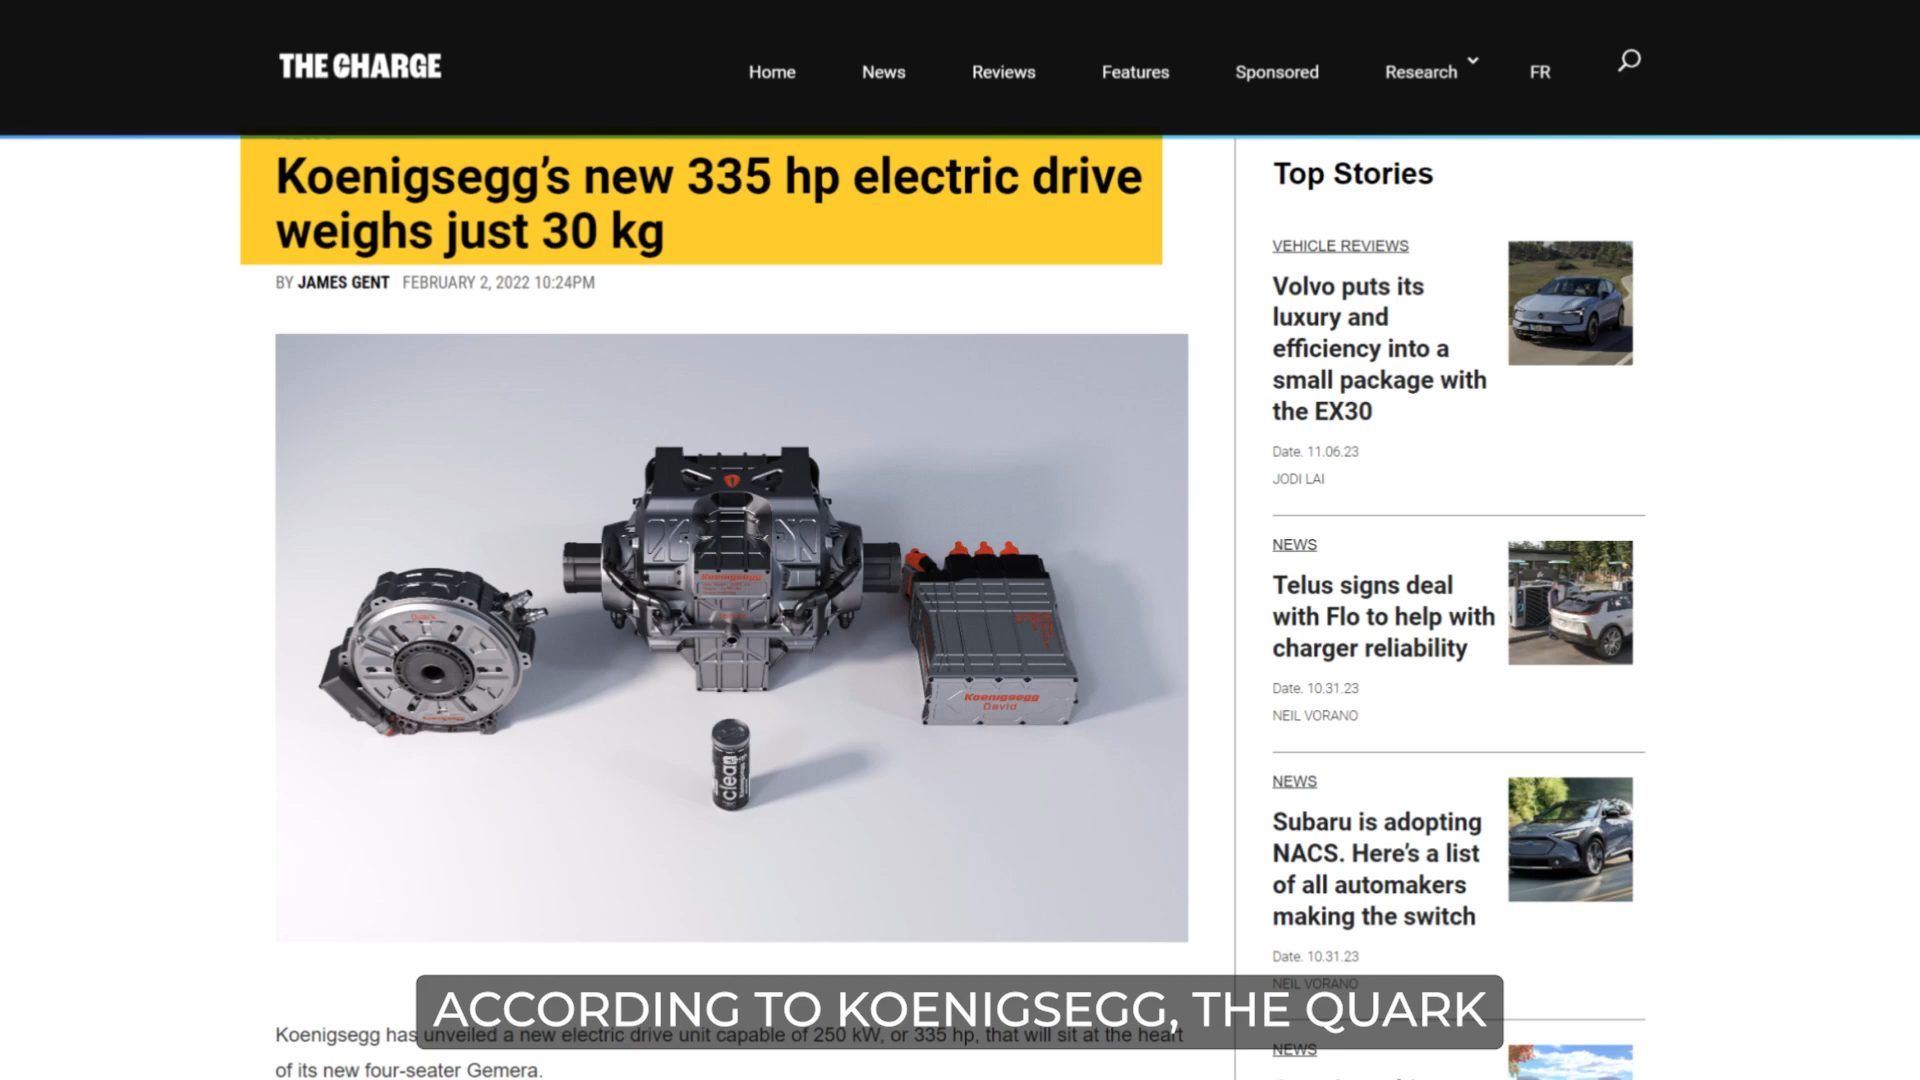 THE CHARGE
Home News Reviews Features Sponsored Research FR
Koenigsegg’s new 335 hp electric drive
weighs just 30 kg
BY JAMES GENT FEBRUARY 2, 2022 10:24PM
Quark
Koenigsegg
Koenigsegg
Koenigsegg
David
clean
Koenigsegg has unveiled a new electric drive unit capable of 250 kW, or 335 hp, that will sit at the heart
of its new four-seater Gemera.
Top Stories
VEHICLE REVIEWS
Volvo puts its
luxury and
efficiency into a
small package with
the EX30
Date. 11.06.23
JODI LAI
NEWS
Telus signs deal
with Flo to help with
charger reliability
Date. 10.31.23
NEIL VORANO
NEWS
Subaru is adopting
NACS. Here’s a list
of all automakers
making the switch
Date. 10.31.23
NEIL VORANO
NEWS
ACCORDING TO KOENIGSEGG, THE QUARK